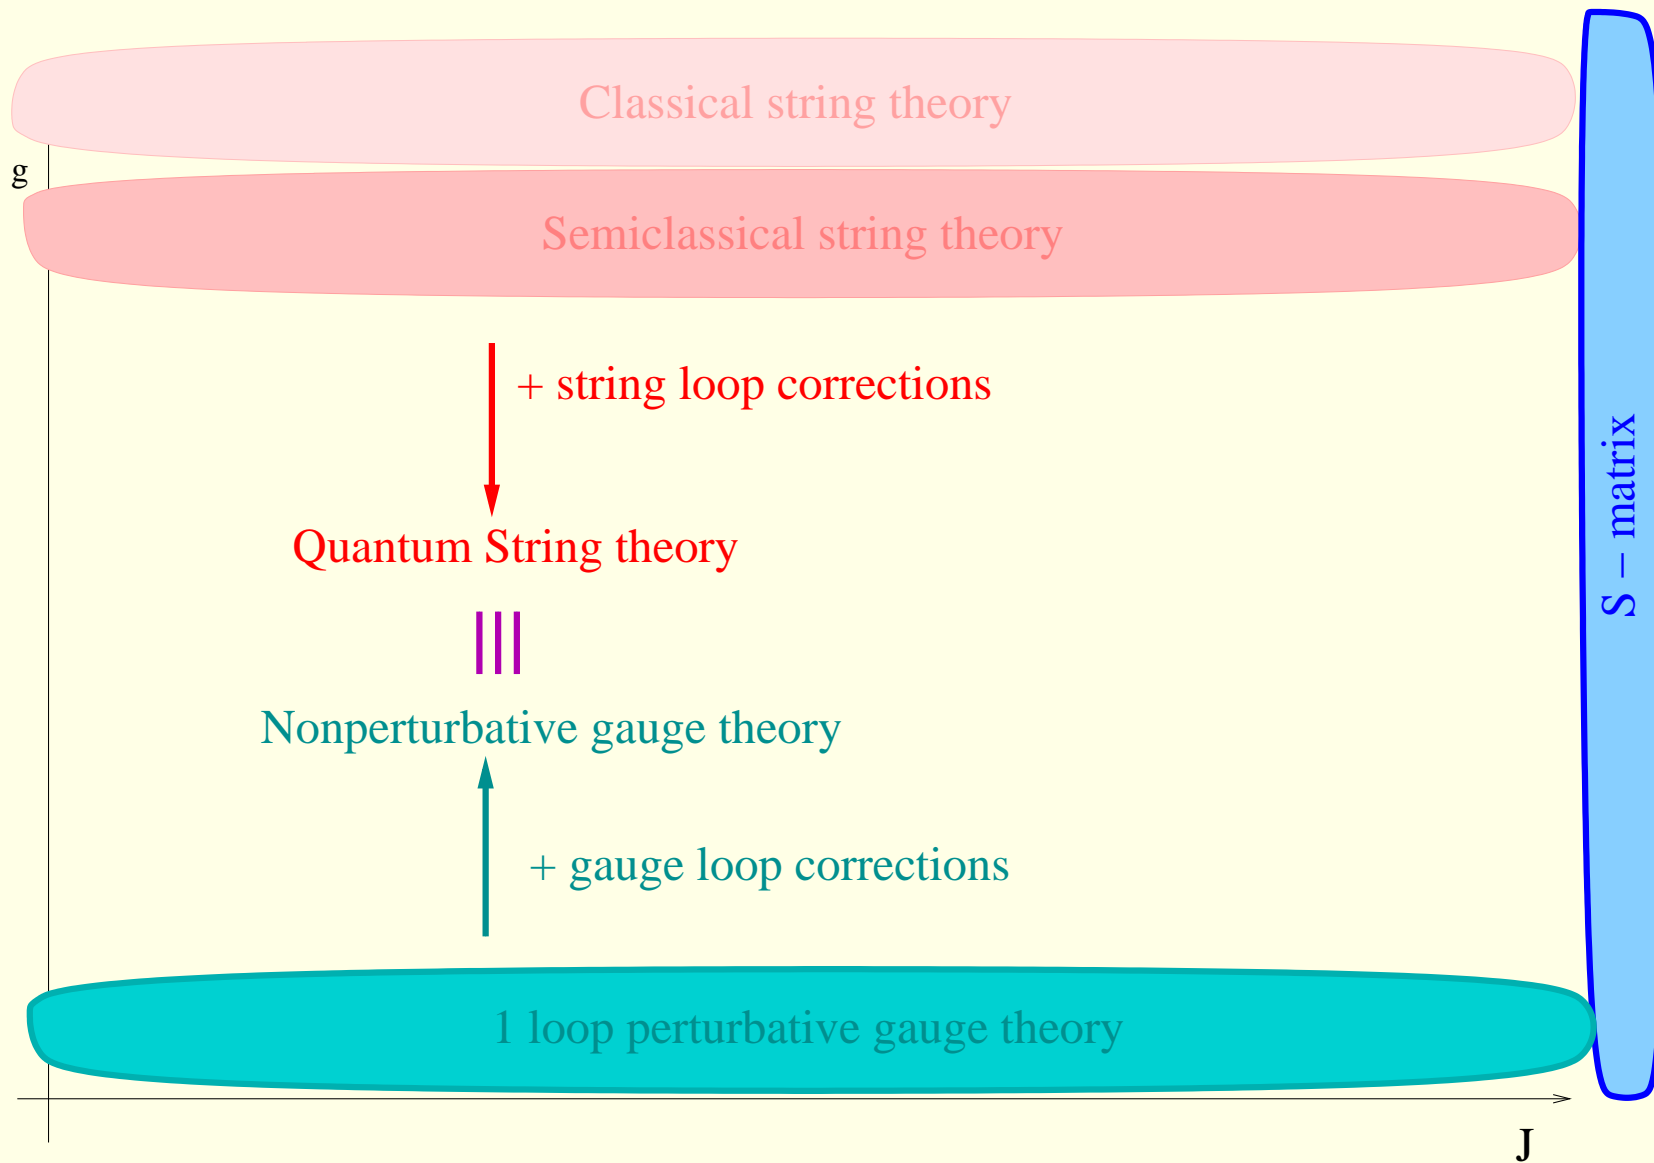 Classical string theory
g
Semiclassical string theory
+ string loop corrections
Quantum String theory
Nonperturbative gauge theory
+ gauge loop corrections
1 loop perturbative gauge theory
J
S – matrix